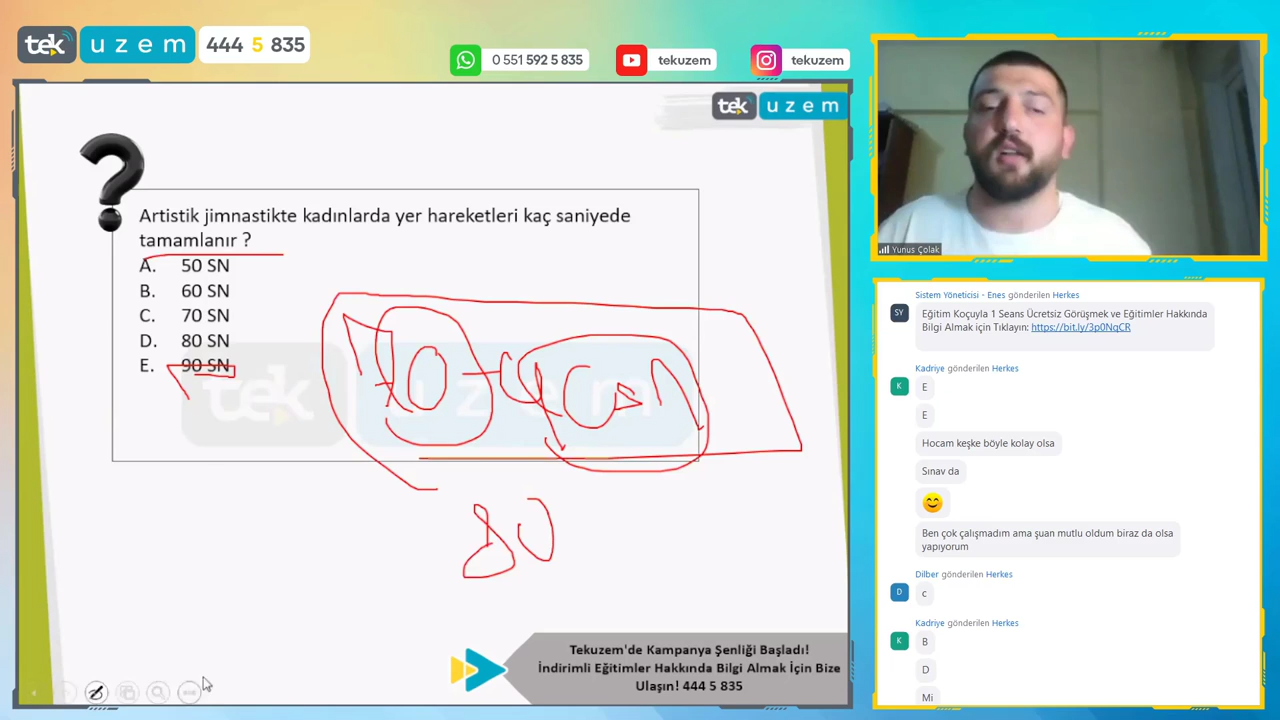 tek uzem 444 5 835
0 551 592 5 835
tekuzem
tekuzem
tek uzem
Artistik jimnastikte kadınlarda yer hareketleri kaç saniyede
tamamlanır ?
A. 50 SN
B. 60 SN
C. 70 SN
D. 80 SN
E. 90 SN
tek uzem
80
Tekuzem'de Kampanya Şenliği Başladı!
İndirimli Eğitimler Hakkında Bilgi Almak İçin Bize
Ulaşın! 444 5 835
Yunus Çolak
Sistem Yöneticisi - Enes gönderilen Herkes
SY
Eğitim Koçuyla 1 Seans Ücretsiz Görüşmek ve Eğitimler Hakkında
Bilgi Almak için Tıklayın: https://bit.ly/3p0NqCR
Kadriye gönderilen Herkes
K
E
E
Hocam keşke böyle kolay olsa
Sınav da
Ben çok çalışmadım ama şuan mutlu oldum biraz da olsa
yapıyorum
Dilber gönderilen Herkes
D
c
Kadriye gönderilen Herkes
K
B
D
Mi